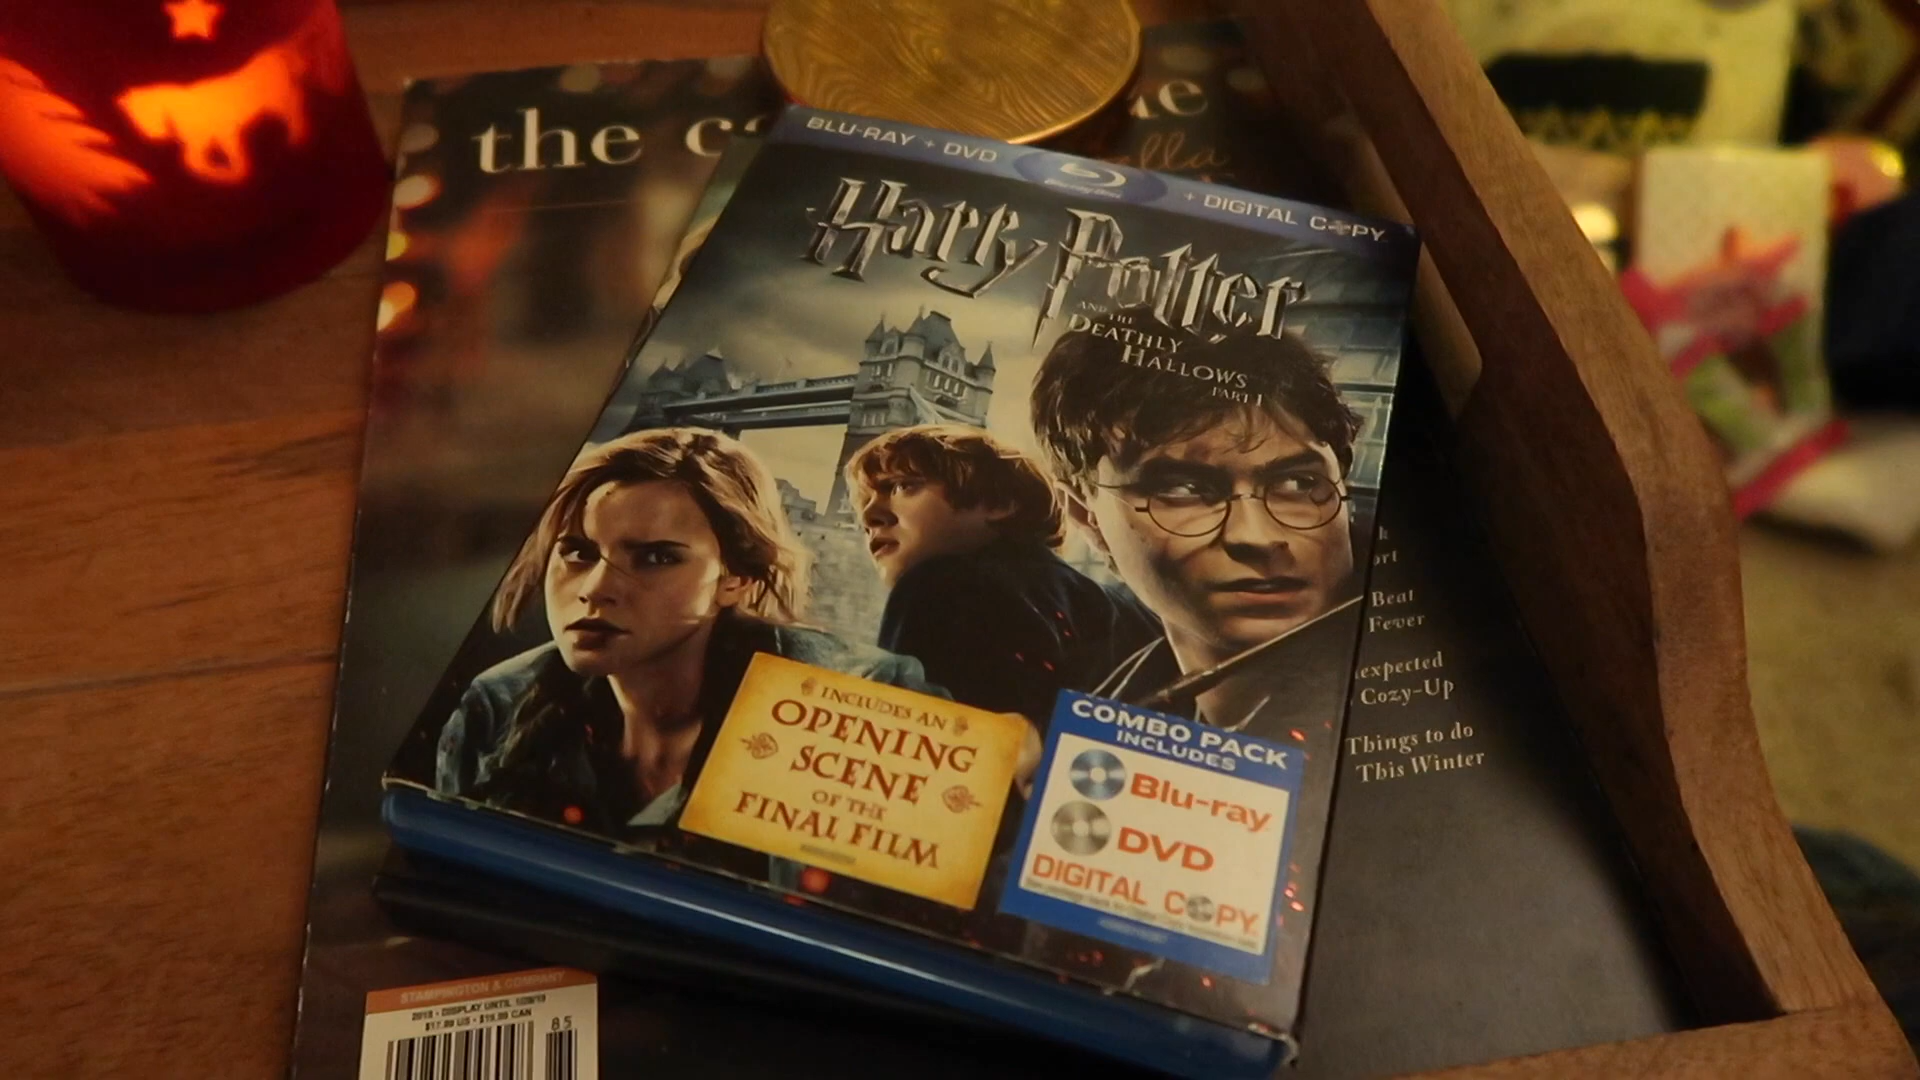 the
BLU-RAY + DVD
+ DIGITAL COPY
Harry Potter
AND THE
DEATHLY
HALLOWS
PART 1
Beat
Fever
Cozy-Up
Things to do
This Winter
INCLUDES AN
OPENING
SCENE
OF THE
FINAL FILM
COMBO PACK
INCLUDES
Blu-ray
DVD
DIGITAL COPY
STAMPINGTON & COMPANY
85